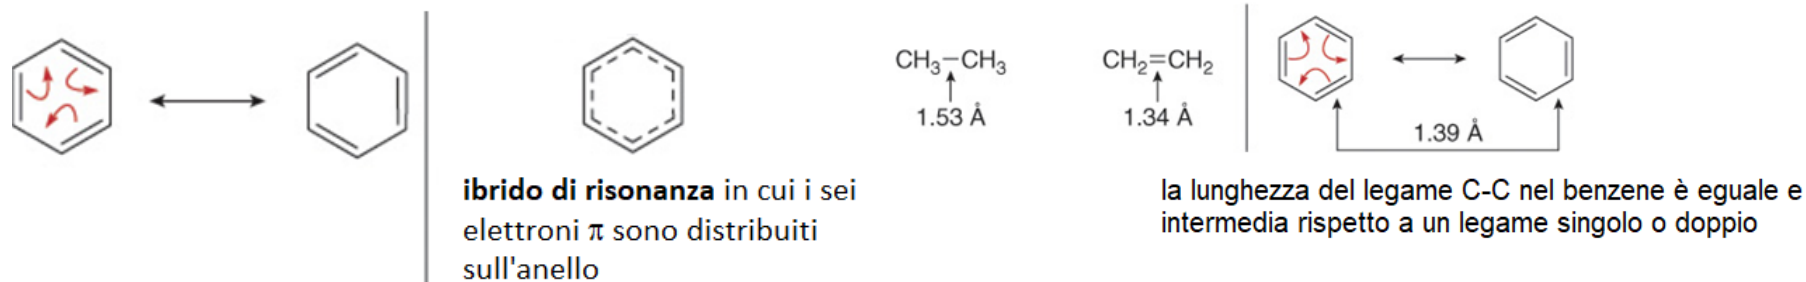 CH₃–CH₃
1.53 Å
CH₂=CH₂
1.34 Å
1.39 Å
ibrido di risonanza in cui i sei
elettroni π sono distribuiti
sull'anello
la lunghezza del legame C-C nel benzene è eguale e
intermedia rispetto a un legame singolo o doppio